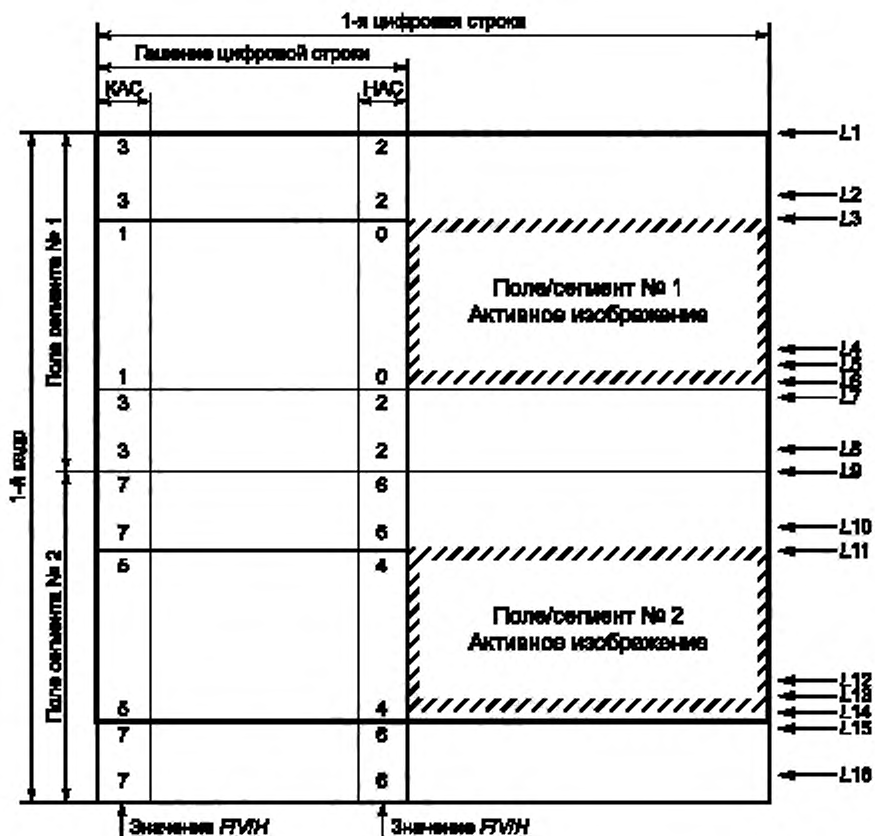 1-я цифровая строка
Гашение цифровой строки
КАС НАС
3 2 L1
3 2 L2
L3
1 0
Поле/сегмент № 1
Активное изображение
L4
L5
1 0 L6
3 2 L7
3 2 L8
L9
7 6
7 6 L10
L11
5 4
Поле/сегмент № 2
Активное изображение
L12
L13
5 4 L14
7 6 L15
7 6 L16
Значение F/V/H Значение F/V/H
1-й кадр
Поле сегмента № 1
Поле сегмента № 2